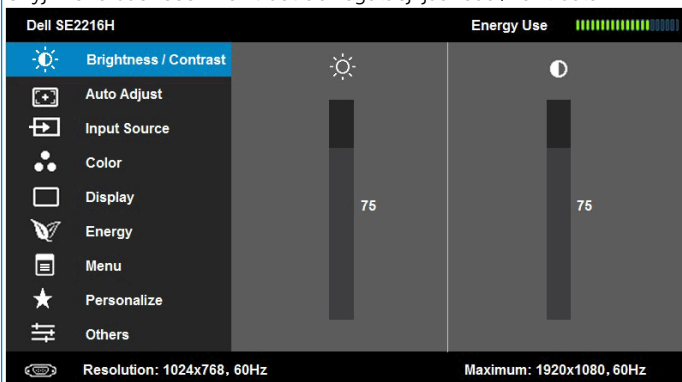 Dell SE2216H Energy Use
Brightness / Contrast
Auto Adjust
Input Source
Color
Display
75 75
Energy
Menu
Personalize
Others
Resolution: 1024x768, 60Hz Maximum: 1920x1080, 60Hz